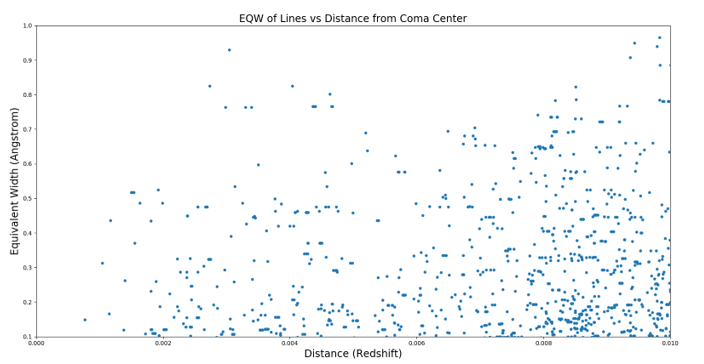 EQW of Lines vs Distance from Coma Center
Equivalent Width (Angstrom)
1.0
0.9
0.8
0.7
0.6
0.5
0.4
0.3
0.2
0.1
0.000 0.002 0.004 0.006 0.008 0.010
Distance (Redshift)